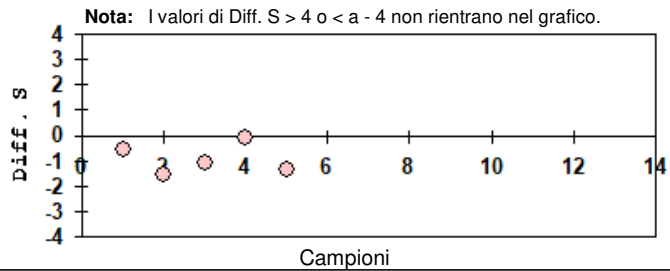 Nota: I valori di Diff. S > 4 o < a - 4 non rientrano nel grafico.
4
3
2
1
0
-1
-2
-3
-4
Diff. S
0 2 4 6 8 10 12 14
Campioni